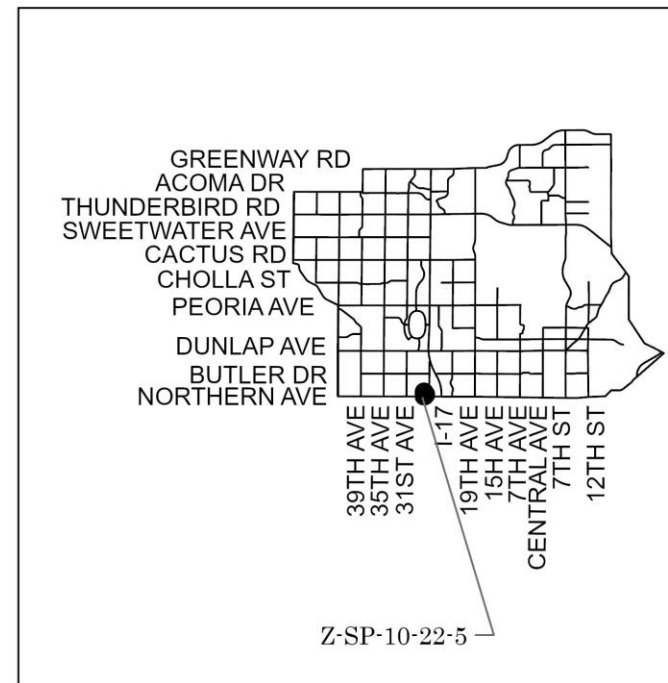 GREENWAY RD
ACOMA DR
THUNDERBIRD RD
SWEETWATER AVE
CACTUS RD
CHOLLA ST
PEORIA AVE
DUNLAP AVE
BUTLER DR
NORTHERN AVE
39TH AVE
35TH AVE
31ST AVE
I-17
19TH AVE
15H AVE
7TH AVE
CENTRAL AVE
7TH ST
12TH ST
Z-SP-10-22-5